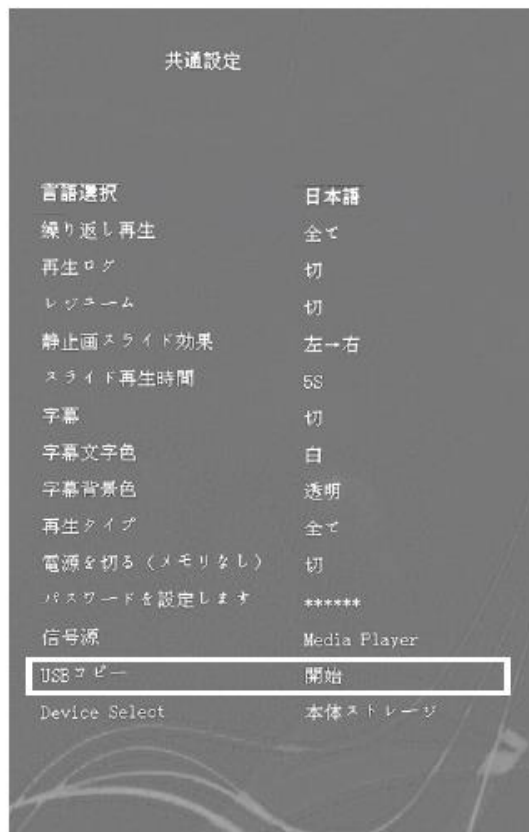 共通設定
言語選択 日本語
繰り返し再生 全て
再生ログ 切
レジューム 切
静止画スライド効果 左→右
スライド再生時間 5S
字幕 切
字幕文字色 白
字幕背景色 透明
再生タイプ 全て
電源を切る（メモリなし） 切
パスワードを設定します ******
信号源 Media Player
USBコピー 開始
Device Select 本体ストレージ